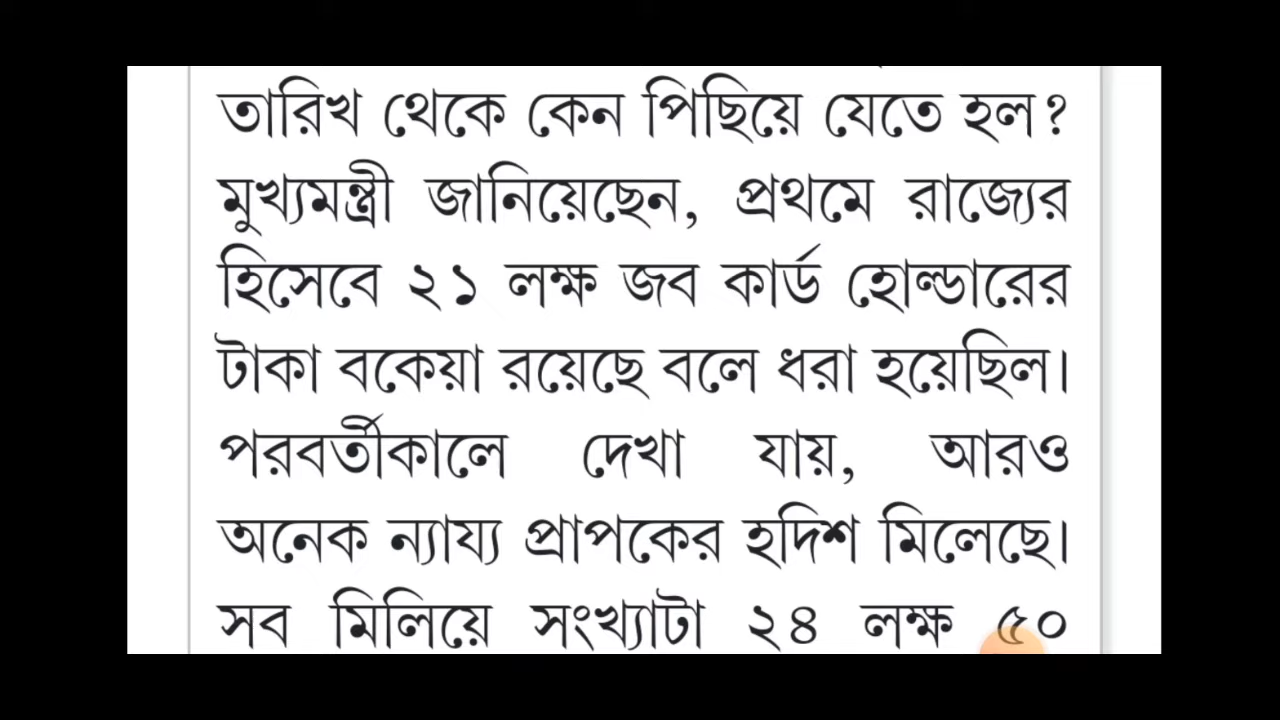 তারিখ থেকে কেন পিছিয়ে যেতে হল?
মুখ্যমন্ত্রী জানিয়েছেন, প্রথমে রাজ্যের
হিসেবে ২১ লক্ষ জব কার্ড হোল্ডারের
টাকা বকেয়া রয়েছে বলে ধরা হয়েছিল।
পরবর্তীকালে দেখা যায়, আরও
অনেক ন্যায্য প্রাপকের হদিশ মিলেছে।
সব মিলিয়ে সংখ্যাটা ২৪ লক্ষ ৫০